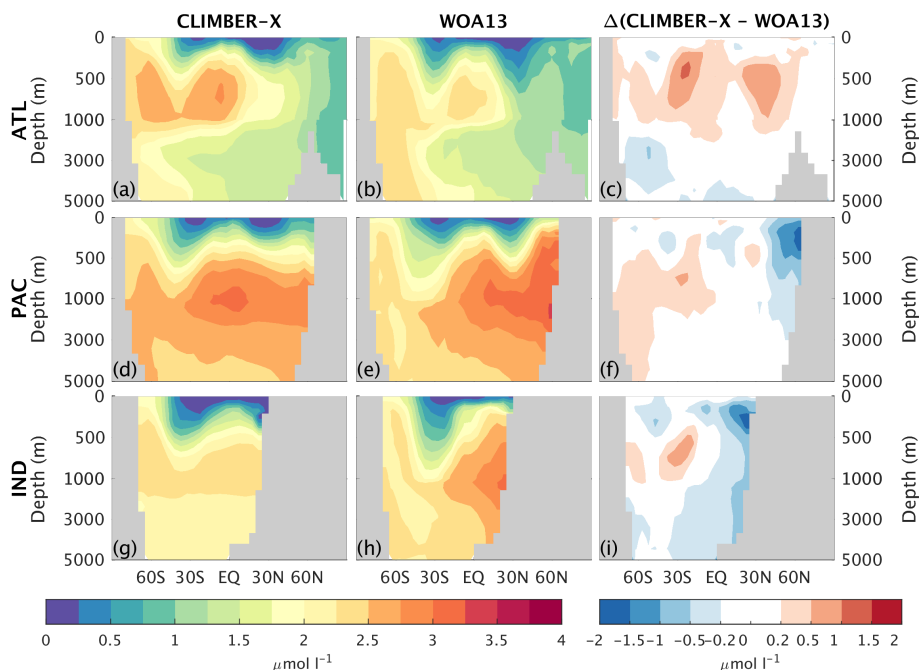 CLIMBER-X WOA13 Δ(CLIMBER-X - WOA13)
ATL
Depth (m)
0
500
1000
3000
5000
(a)
0
500
1000
3000
5000
(b)
(c)
0
500
1000
3000
5000
Depth (m)
PAC
Depth (m)
0
500
1000
3000
5000
(d)
0
500
1000
3000
5000
(e)
(f)
0
500
1000
3000
5000
Depth (m)
IND
Depth (m)
0
500
1000
3000
5000
(g)
0
500
1000
3000
5000
(h)
(i)
0
500
1000
3000
5000
Depth (m)
60S 30S EQ 30N 60N
60S 30S EQ 30N 60N
60S 30S EQ 30N 60N
0 0.5 1 1.5 2 2.5 3 3.5 4
μmol l⁻¹
-2 -1.5 -1 -0.5 -0.2 0.2 0.5 1 1.5 2
μmol l⁻¹